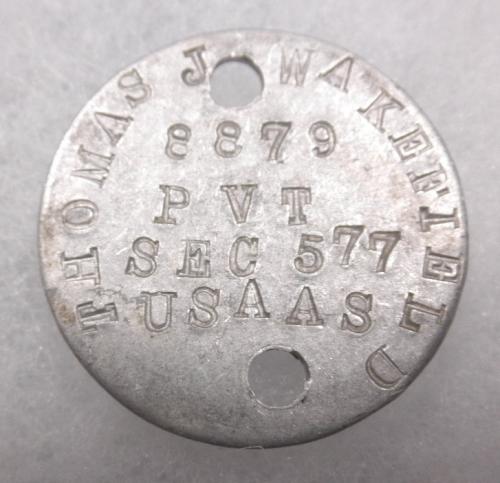 THOMAS J. WAKEFIELD
8879
PVT
SEC 577
USAAS